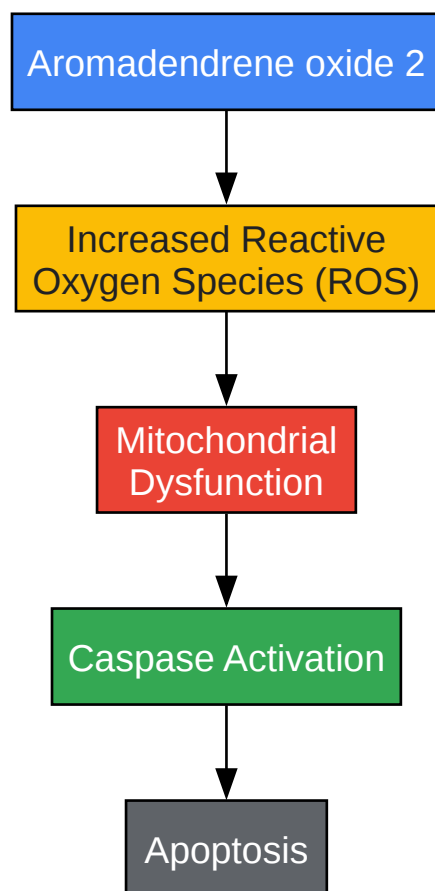 Aromadendrene oxide 2
Increased Reactive
Oxygen Species (ROS)
Mitochondrial
Dysfunction
Caspase Activation
Apoptosis